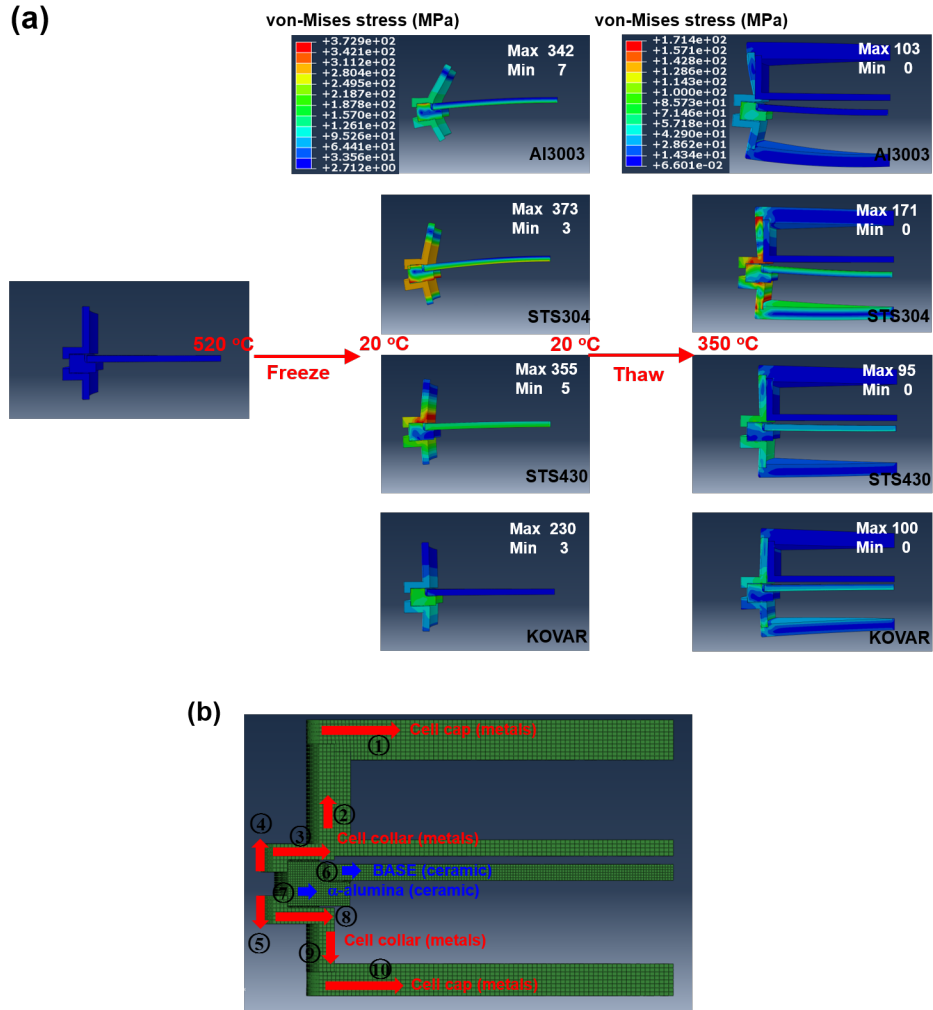 (a)
von-Mises stress (MPa)
von-Mises stress (MPa)
+3.729e+02
+3.421e+02
+3.112e+02
+2.804e+02
+2.495e+02
+2.187e+02
+1.878e+02
+1.570e+02
+1.261e+02
+9.526e+01
+6.441e+01
+3.356e+01
+2.712e+00
Max 342
Min 7
Al3003
+1.714e+02
+1.571e+02
+1.428e+02
+1.286e+02
+1.143e+02
+1.000e+02
+8.573e+01
+7.146e+01
+5.718e+01
+4.290e+01
+2.862e+01
+1.434e+01
+6.601e-02
Max 103
Min 0
Al3003
Max 373
Min 3
STS304
Max 171
Min 0
STS304
520 °C
Freeze
20 °C
20 °C
Thaw
350 °C
Max 355
Min 5
STS430
Max 95
Min 0
STS430
Max 230
Min 3
KOVAR
Max 100
Min 0
KOVAR
(b)
Cell cap (metals)
①
②
④
③
Cell collar (metals)
⑥
BASE (ceramic)
⑦
α-alumina (ceramic)
⑧
⑤
⑨
Cell collar (metals)
⑩
Cell cap (metals)